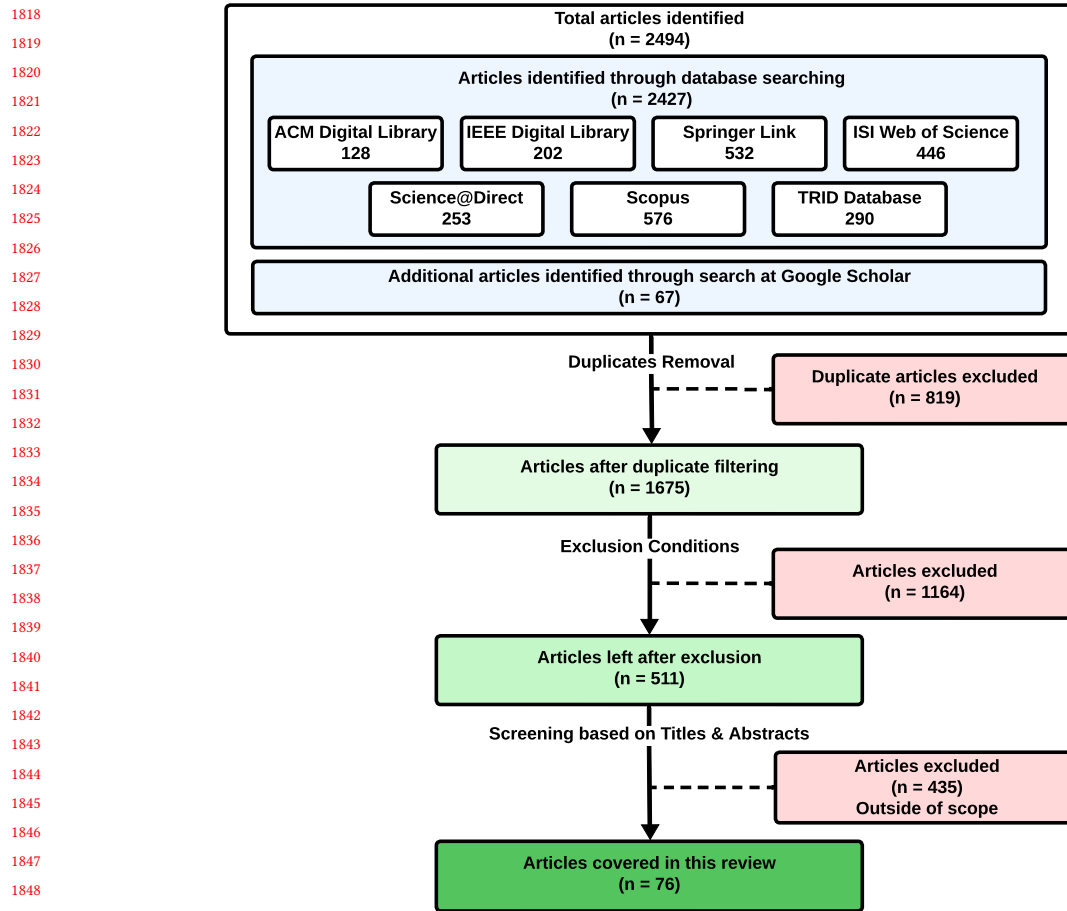 1818
Total articles identified
1819
(n = 2494)
1820
Articles identified through database searching
1821
(n = 2427)
1822
ACM Digital Library IEEE Digital Library Springer Link ISI Web of Science
1823
128 202 532 446
1824
Science@Direct Scopus TRID Database
1825
253 576 290
1826
1827
Additional articles identified through search at Google Scholar
1828
(n = 67)
1829
1830
Duplicates Removal
1831
Duplicate articles excluded
(n = 819)
1832
1833
Articles after duplicate filtering
1834
(n = 1675)
1835
1836
Exclusion Conditions
1837
Articles excluded
1838
(n = 1164)
1839
1840
Articles left after exclusion
1841
(n = 511)
1842
1843
Screening based on Titles & Abstracts
1844
Articles excluded
(n = 435)
1845
Outside of scope
1846
1847
Articles covered in this review
1848
(n = 76)